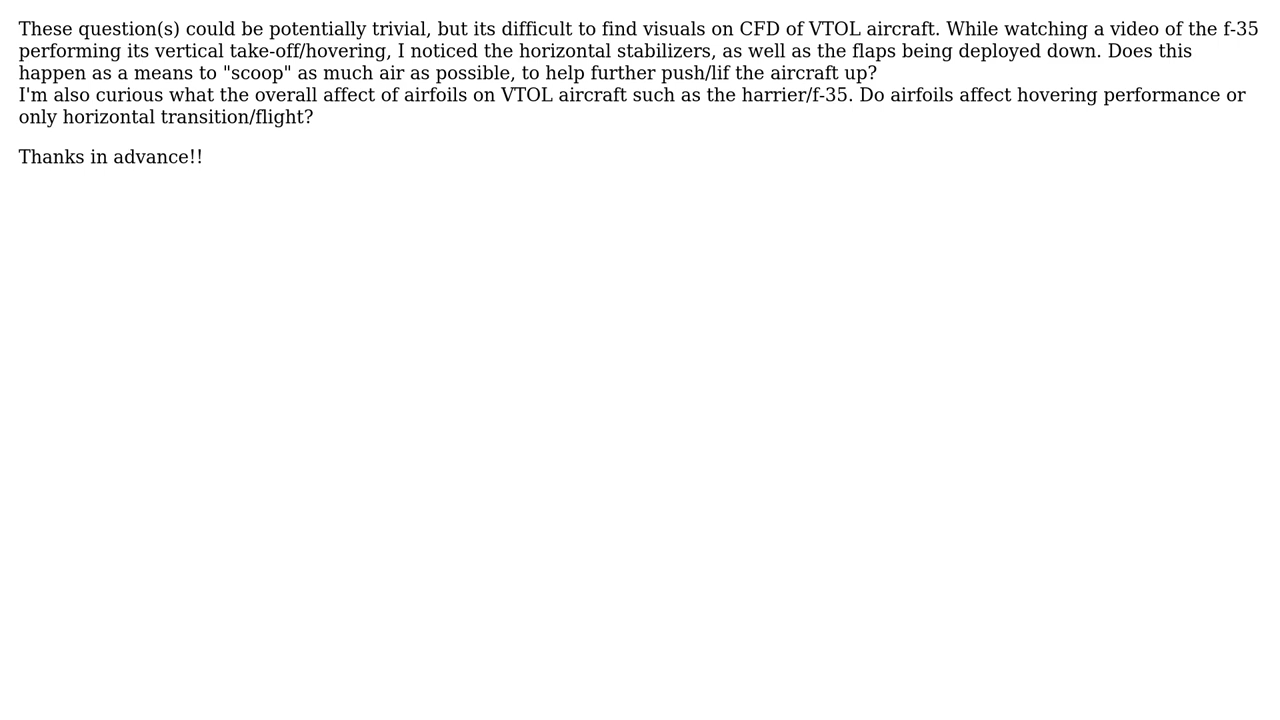 These question(s) could be potentially trivial, but its difficult to find visuals on CFD of VTOL aircraft. While watching a video of the f-35
performing its vertical take-off/hovering, I noticed the horizontal stabilizers, as well as the flaps being deployed down. Does this
happen as a means to "scoop" as much air as possible, to help further push/lif the aircraft up?
I'm also curious what the overall affect of airfoils on VTOL aircraft such as the harrier/f-35. Do airfoils affect hovering performance or
only horizontal transition/flight?
Thanks in advance!!